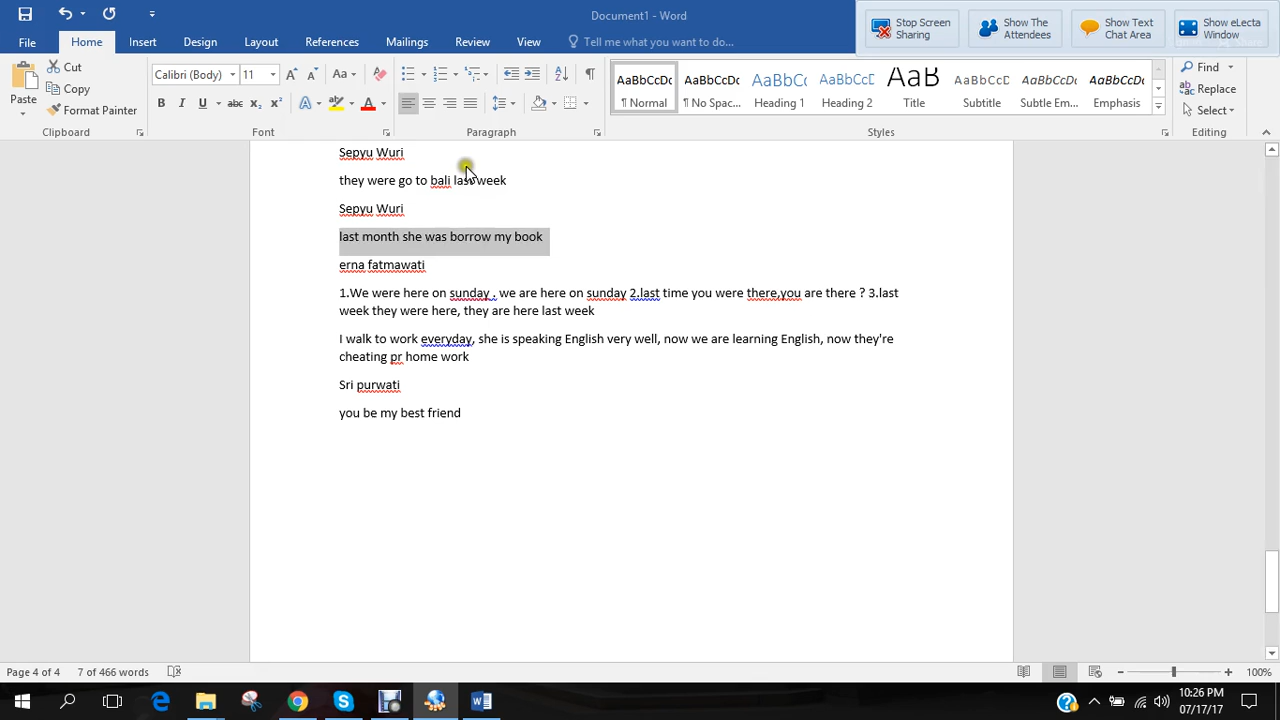 Document1 - Word
Stop Screen Sharing
Show The Attendees
Show Text Chat Area
Show eLecta Window
File Home Insert Design Layout References Mailings Review View Tell me what you want to do...
Cut
Copy
Format Painter
Paste
Calibri (Body) 11
Aa
B I U abc x₂ x² A A
AaBbCcDc AaBbCcDc AaBbCc AaBbCcD AaB AaBbCcD AaBbCcDc AaBbCcDc
¶ Normal ¶ No Spac... Heading Heading 2 Title Subtitle Subtle Em... Emphasis
Find
Replace
Select
Clipboard Font Paragraph Styles Editing
Sepyu Wuri
they were go to bali last week
Sepyu Wuri
last month she was borrow my book
erna fatmawati
1.We were here on sunday , we are here on sunday 2.last time you were there,you are there ? 3.last
week they were here, they are here last week
I walk to work everyday, she is speaking English very well, now we are learning English, now they're
cheating pr home work
Sri purwati
you be my best friend
Page 4 of 4 7 of 466 words 100%
10:26 PM
07/17/17